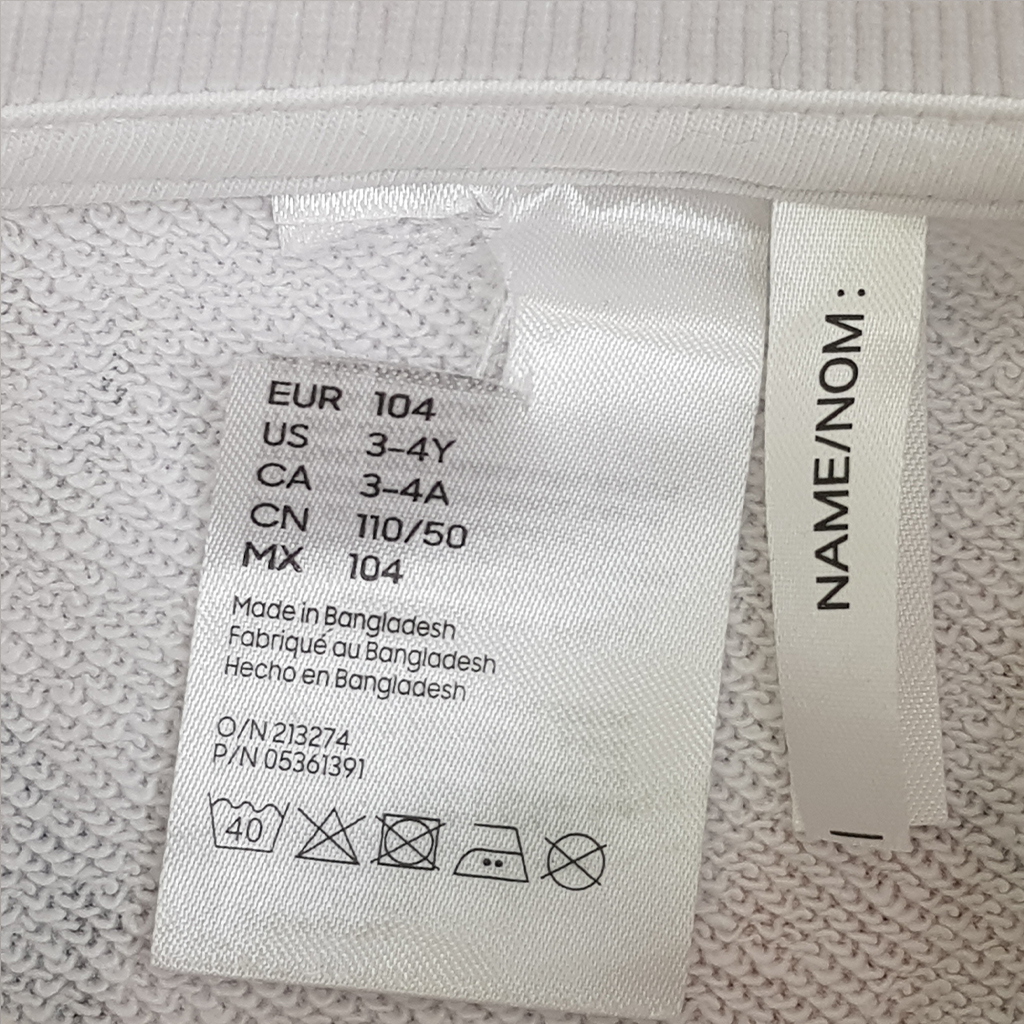 EUR 104
US 3-4Y
CA 3-4A
CN 110/50
MX 104
Made in Bangladesh
Fabriqué au Bangladesh
Hecho en Bangladesh
O/N 213274
P/N 05361391
40
NAME/NOM :